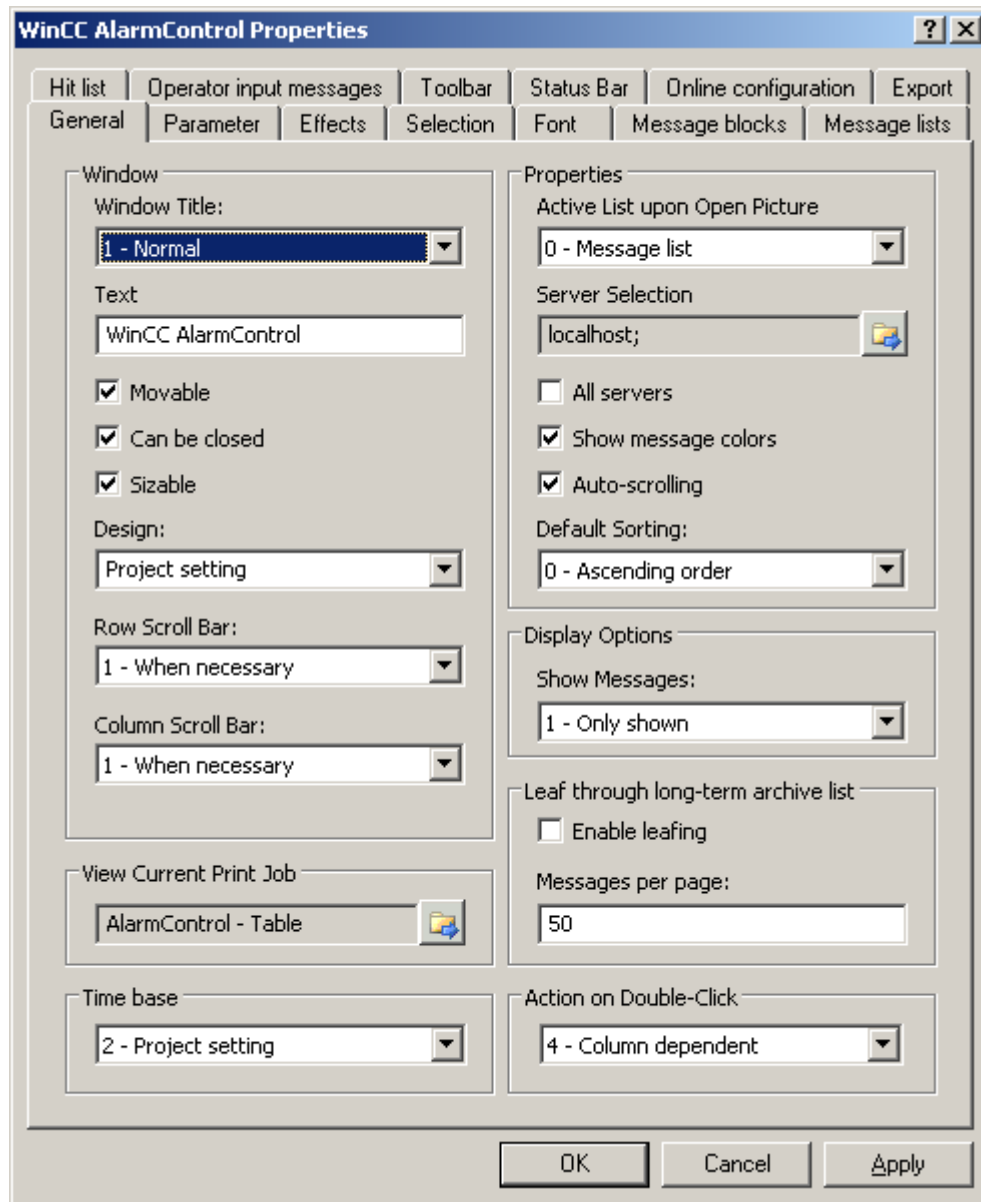 WinCC AlarmControl Properties
Hit list Operator input messages Toolbar Status Bar Online configuration Export
General Parameter Effects Selection Font Message blocks Message lists
Window
Window Title:
1 - Normal
Text
WinCC AlarmControl
Movable
Can be closed
Sizable
Design:
Project setting
Row Scroll Bar:
1 - When necessary
Column Scroll Bar:
1 - When necessary
View Current Print Job
AlarmControl - Table
Time base
2 - Project setting
Properties
Active List upon Open Picture
0 - Message list
Server Selection
localhost;
All servers
Show message colors
Auto-scrolling
Default Sorting:
0 - Ascending order
Display Options
Show Messages:
1 - Only shown
Leaf through long-term archive list
Enable leafing
Messages per page:
50
Action on Double-Click
4 - Column dependent
OK Cancel Apply